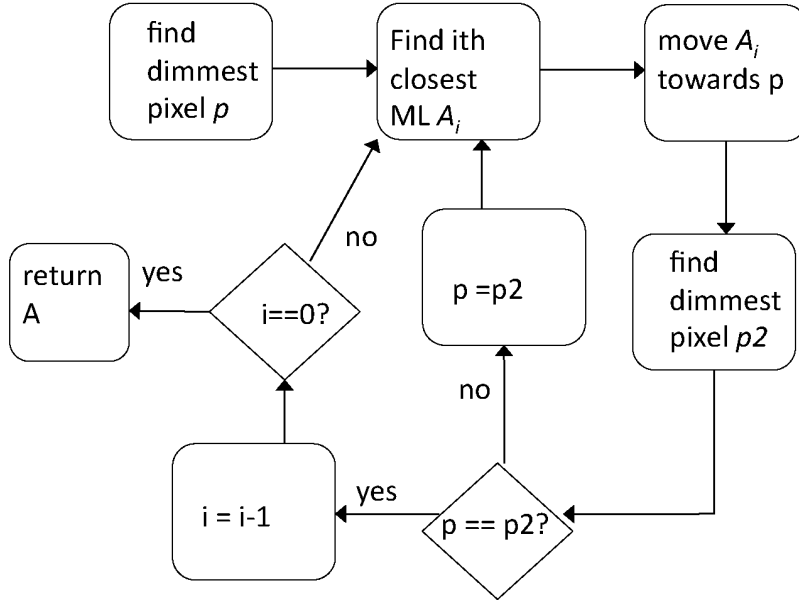 find
dimmest
pixel p
Find ith
closest
ML Ai
move Ai
towards p
no
p =p2
find
dimmest
pixel p2
return
A
yes
i==0?
no
i = i-1
yes
p == p2?